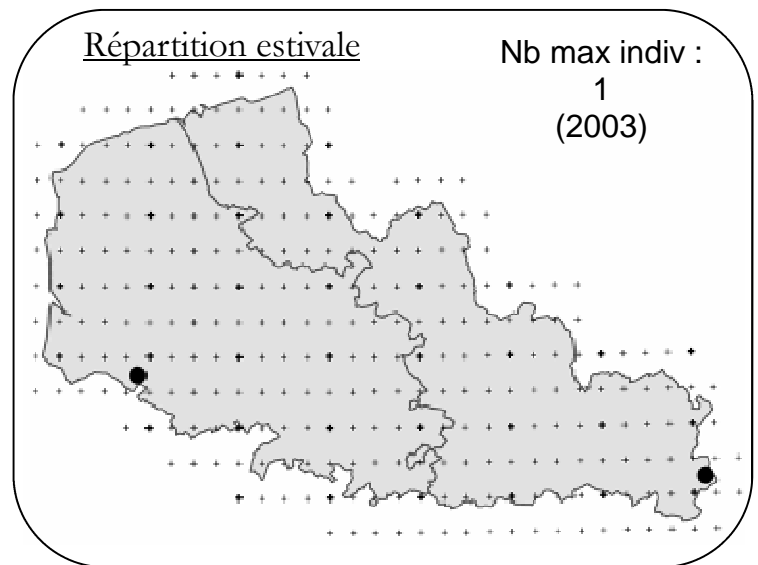 Répartition estivale
Nb max indiv :
1
(2003)